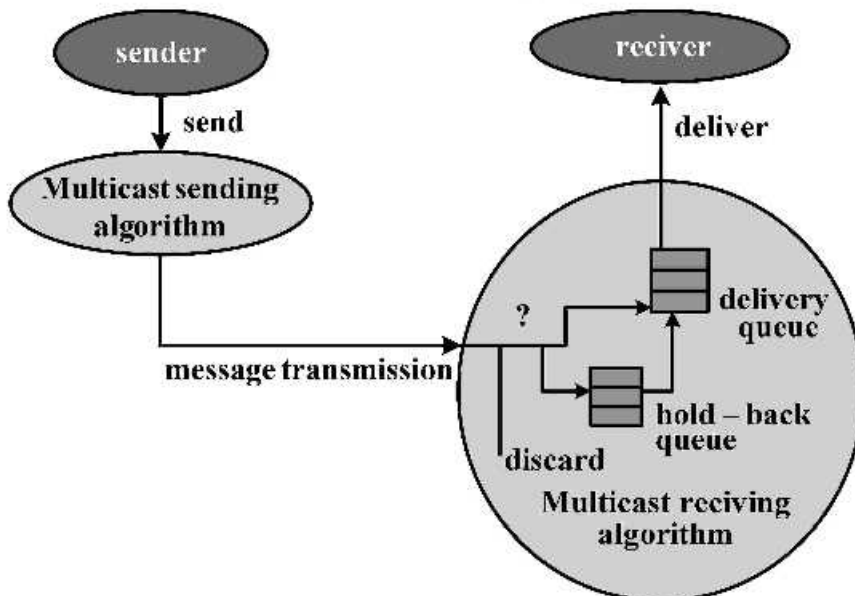 sender
reciver
send
deliver
Multicast sending
algorithm
?
delivery
queue
message transmission
hold – back
queue
discard
Multicast reciving
algorithm